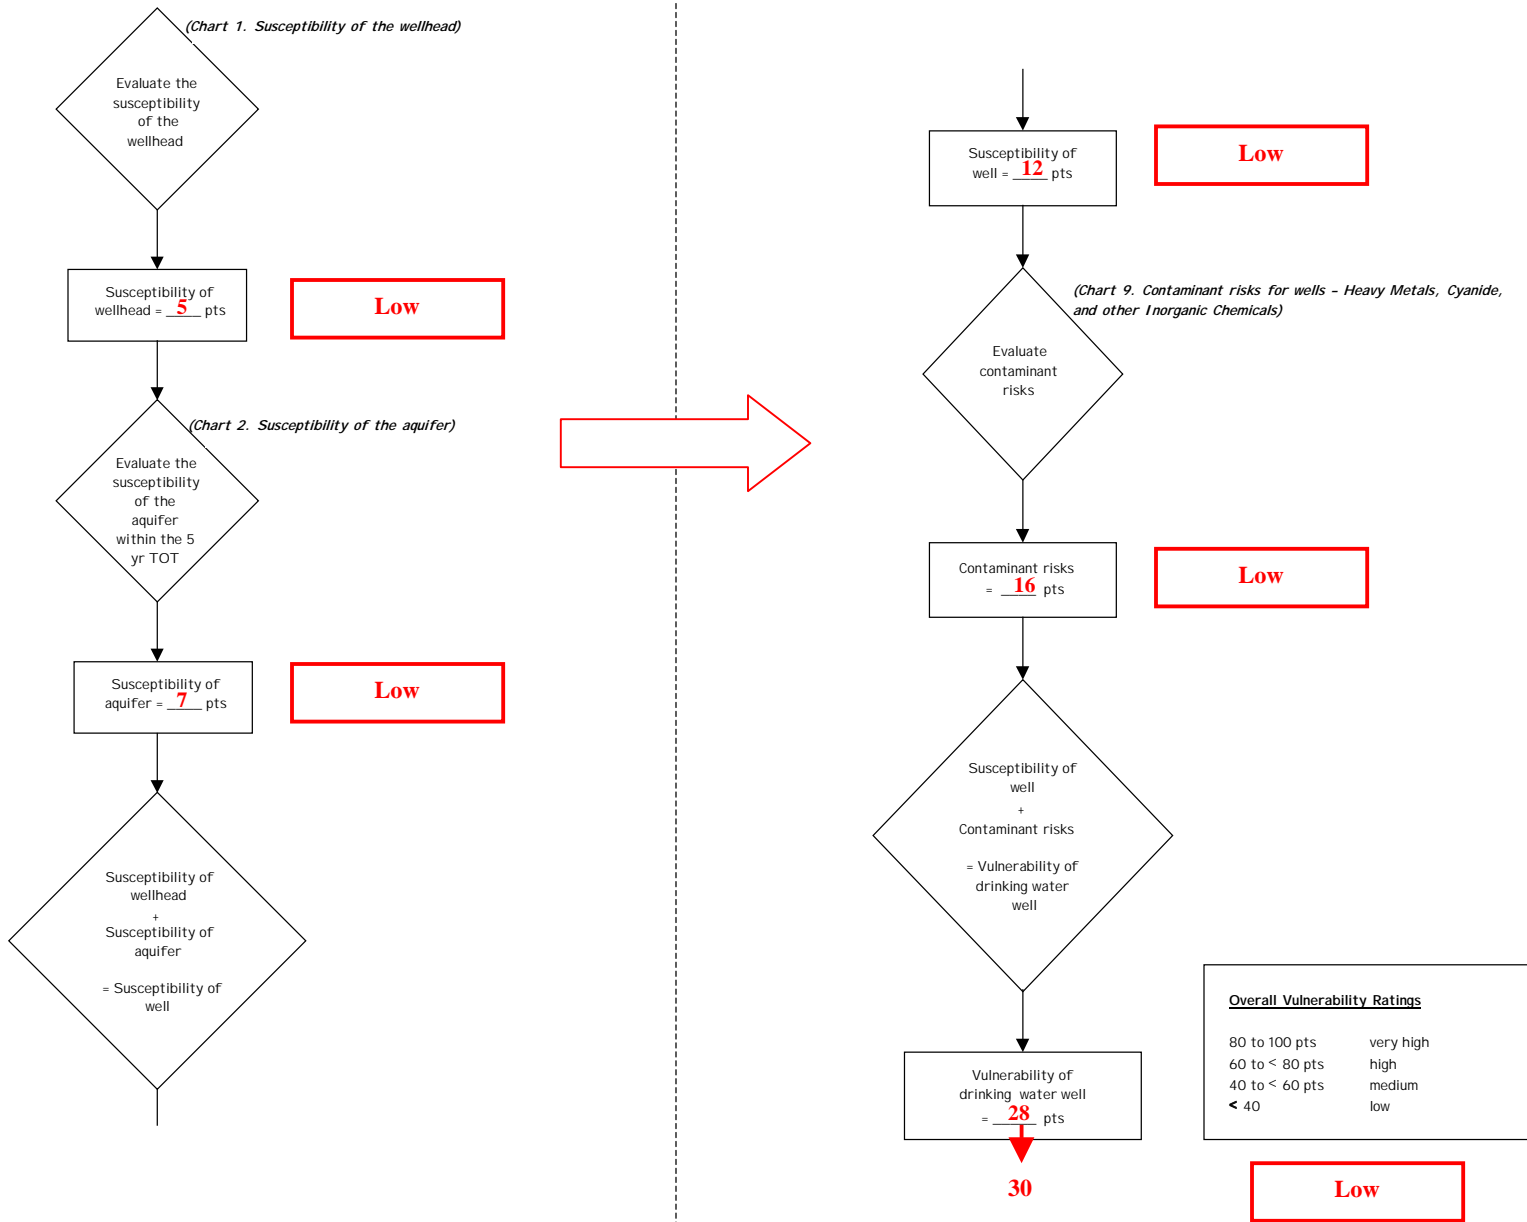 (Chart 1. Susceptibility of the wellhead)
Evaluate the
susceptibility
of the
wellhead
Susceptibility of
wellhead = 5 pts
Low
(Chart 2. Susceptibility of the aquifer)
Evaluate the
susceptibility
of the
aquifer
within the 5
yr TOT
Susceptibility of
aquifer = 7 pts
Low
Susceptibility of
wellhead
+
Susceptibility of
aquifer
= Susceptibility of
well
Susceptibility of
well = 12 pts
Low
(Chart 9. Contaminant risks for wells – Heavy Metals, Cyanide,
and other Inorganic Chemicals)
Evaluate
contaminant
risks
Contaminant risks
= 16 pts
Low
Susceptibility of
well
+
Contaminant risks
= Vulnerability of
drinking water
well
Vulnerability of
drinking water well
= 28 pts
30
Overall Vulnerability Ratings
80 to 100 pts very high
60 to < 80 pts high
40 to < 60 pts medium
< 40 low
Low